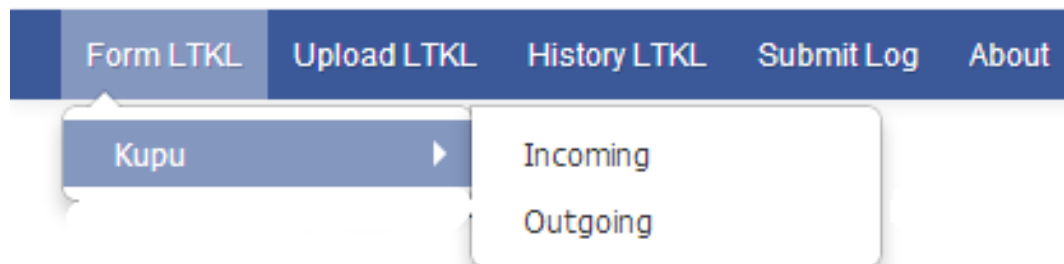 Form LTKL Upload LTKL History LTKL Submit Log About
Kupu Incoming
Outgoing